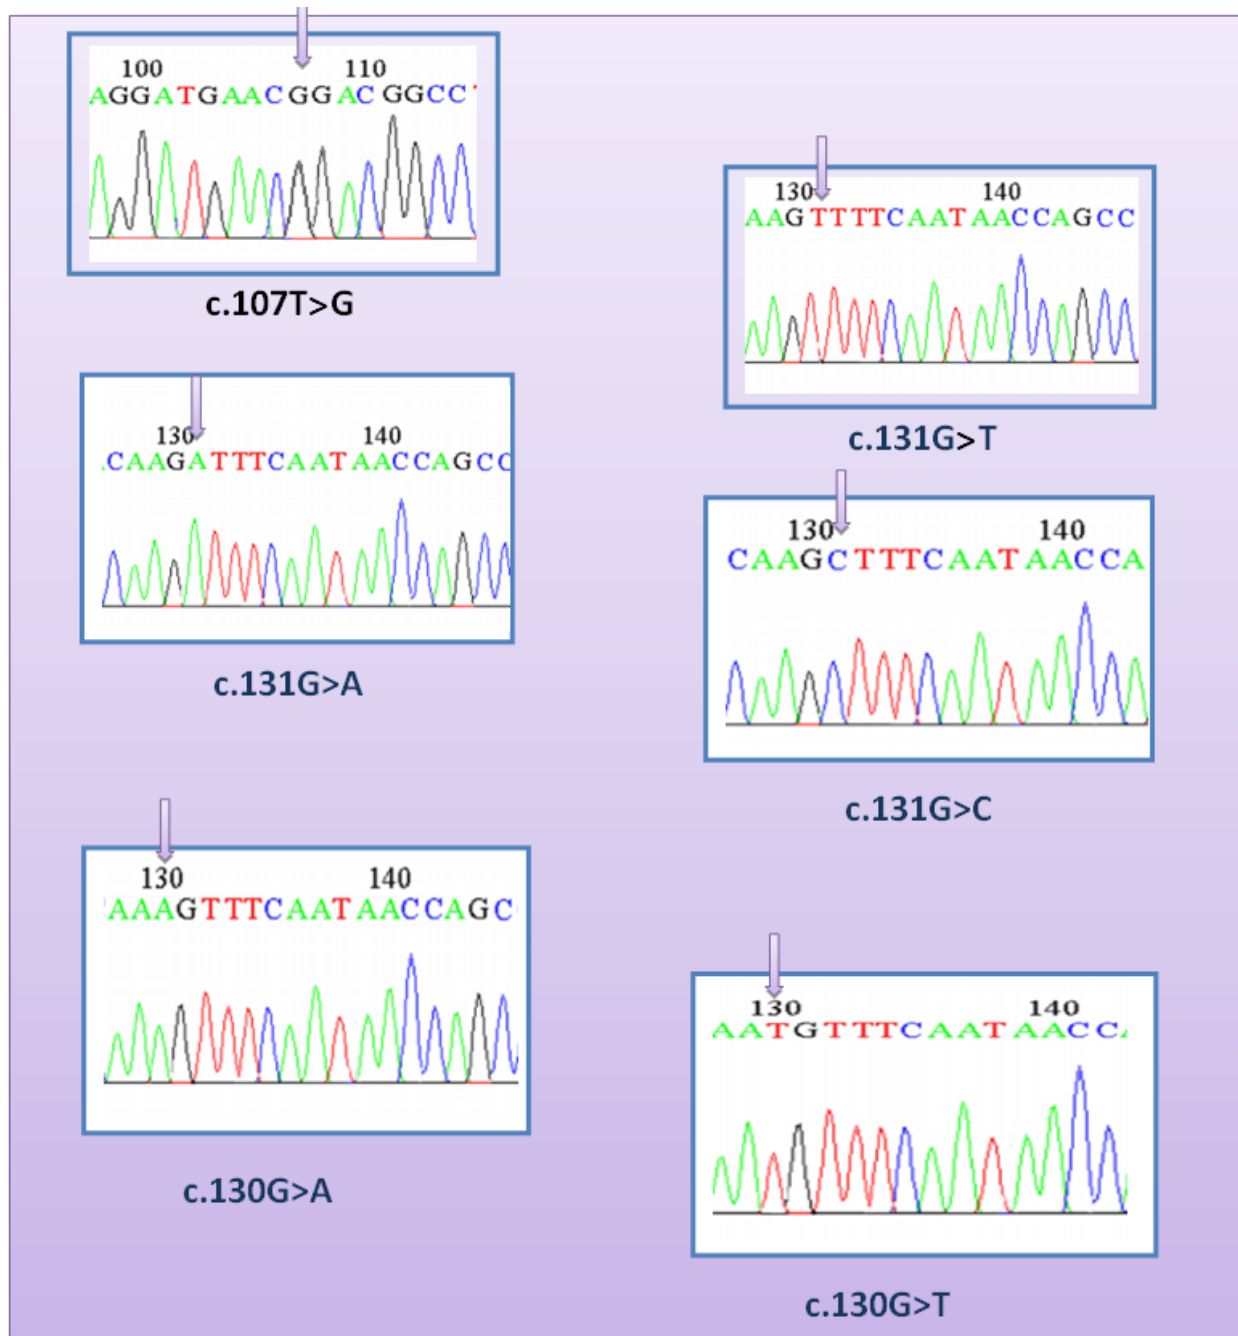 100 110
AGGATGAACGGACGGCC
c.107T>G
130 140
AAGTTTTCAATAACCAGCC
c.131G>T
130 140
CAAGATTTCAATAACCAGCC
c.131G>A
130 140
CAAGCTTTCAATAACCA
c.131G>C
130 140
AAAGTTTCAATAACCAGC
c.130G>A
130 140
AATGTTTCAATAACCA
c.130G>T